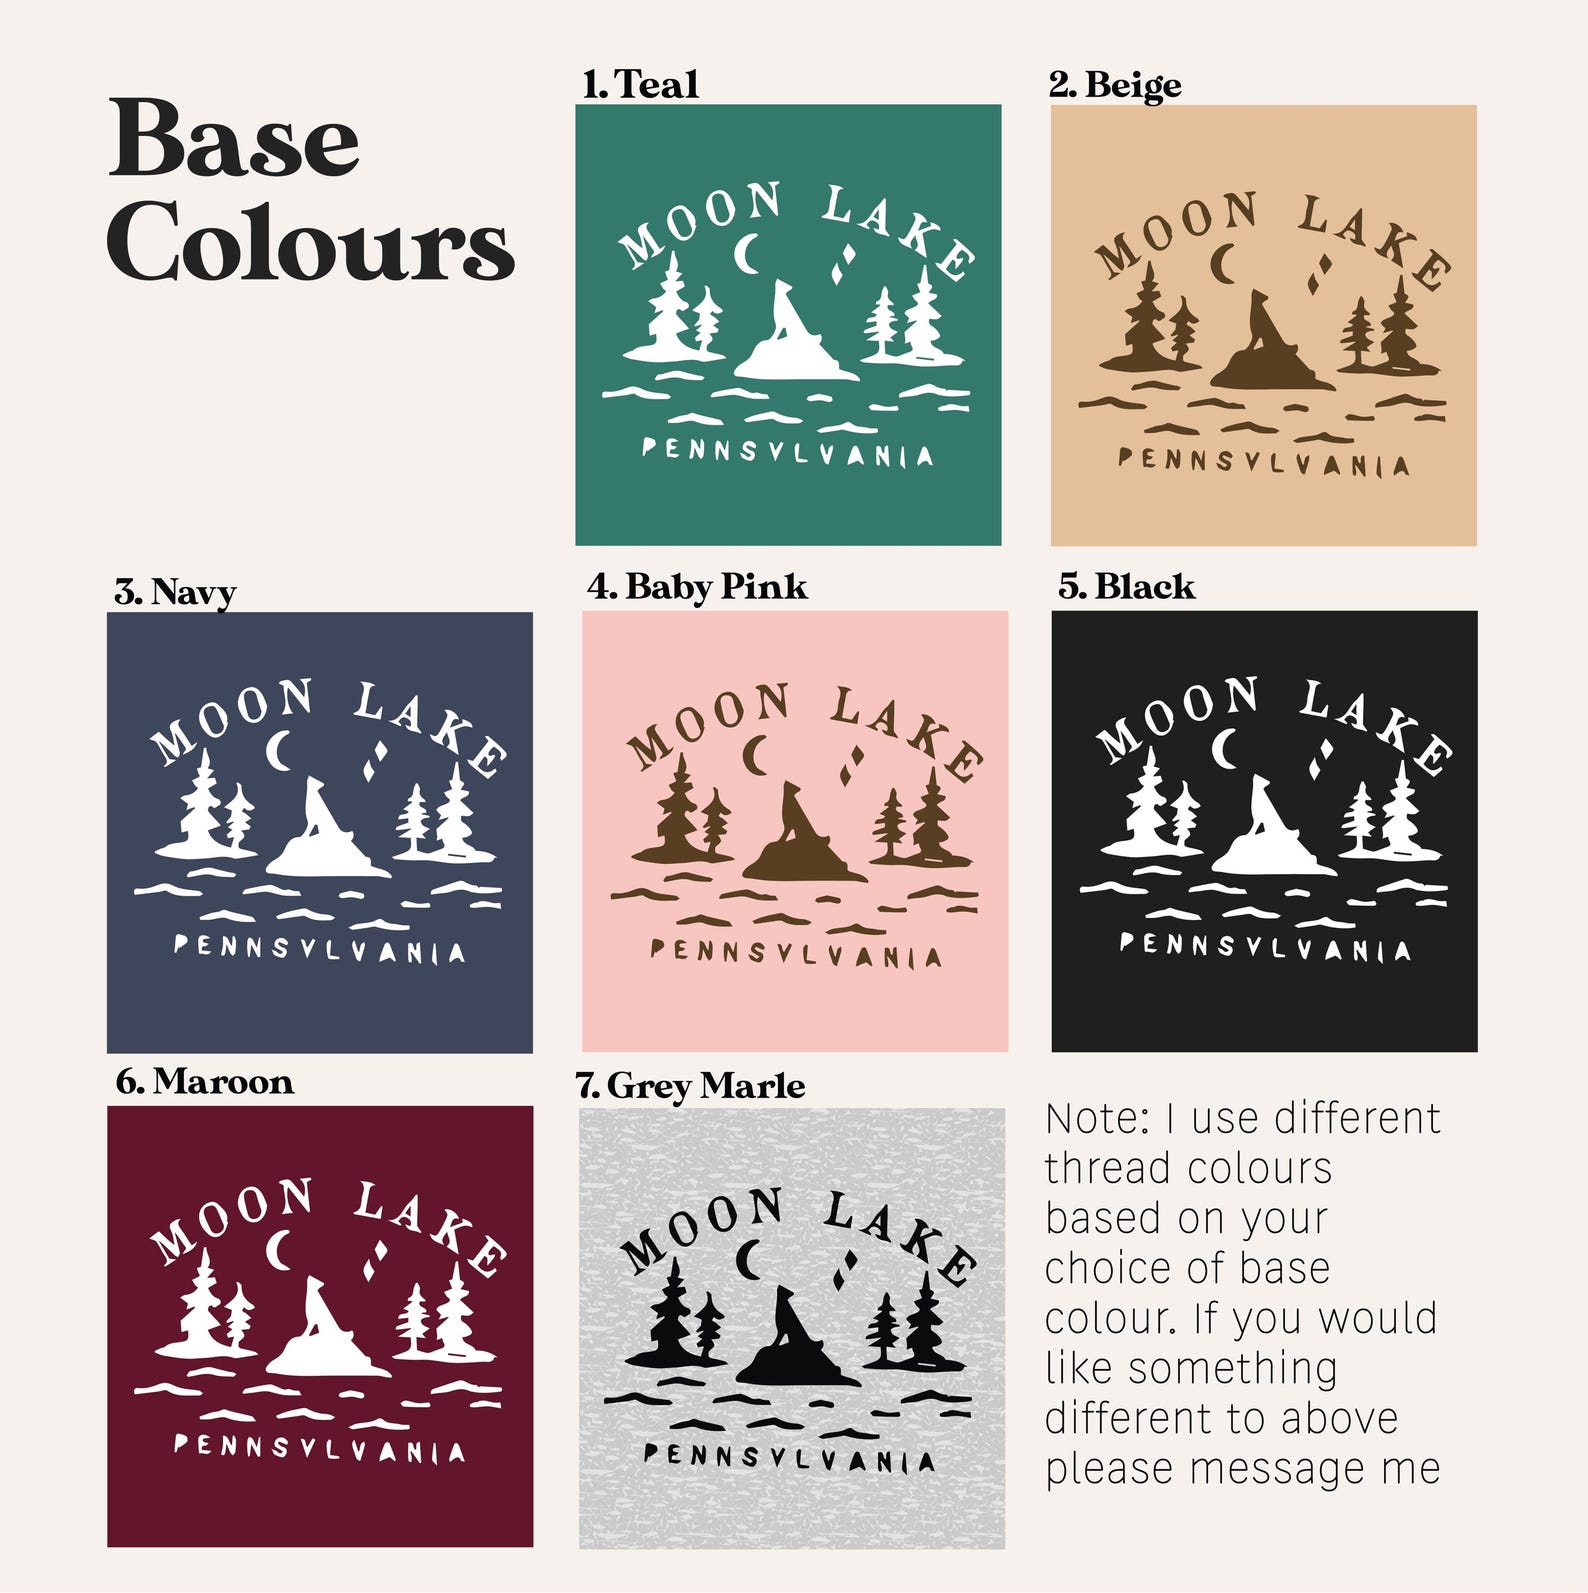 Base
Colours
1. Teal
MOON LAKE
PENNSYLVANIA
2. Beige
MOON LAKE
PENNSYLVANIA
3. Navy
MOON LAKE
PENNSYLVANIA
4. Baby Pink
MOON LAKE
PENNSYLVANIA
5. Black
MOON LAKE
PENNSYLVANIA
6. Maroon
MOON LAKE
PENNSYLVANIA
7. Grey Marle
MOON LAKE
PENNSYLVANIA
Note: I use different
thread colours
based on your
choice of base
colour. If you would
like something
different to above
please message me